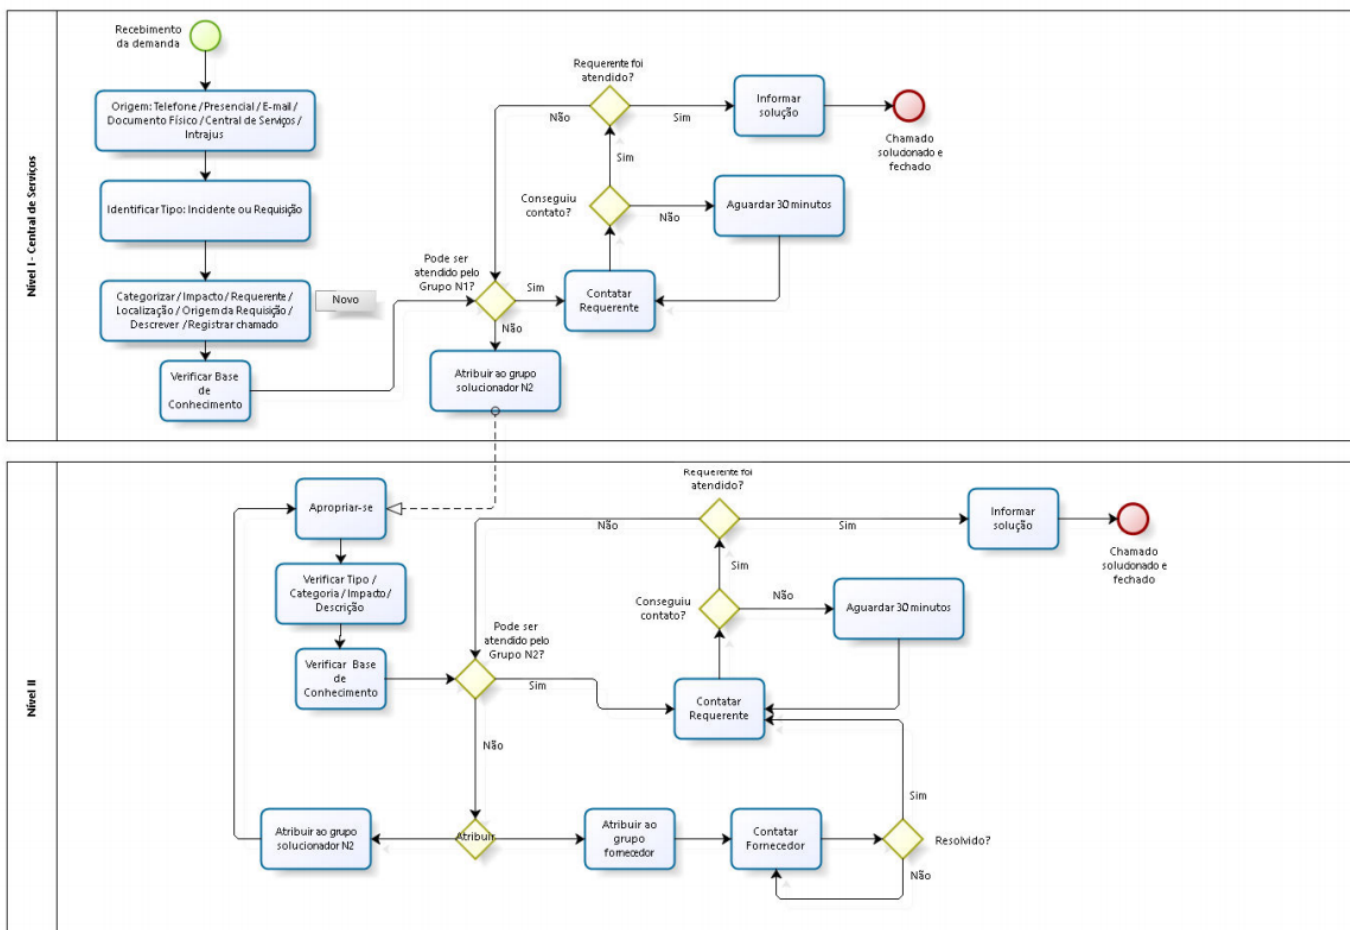 Nível I - Central de Serviços
Recebimento
da demanda
Origem: Telefone / Presencial / E-mail /
Documento Físico / Central de Serviços /
Intrajus
Identificar Tipo: Incidente ou Requisição
Categorizar / Impacto / Requerente /
Localização / Origem da Requisição /
Descrever / Registrar chamado
Novo
Verificar Base
de
Conhecimento
Pode ser
atendido pelo
Grupo N1?
Sim
Não
Atribuir ao grupo
solucionador N2
Contatar
Requerente
Conseguiu
contato?
Não
Aguardar 30 minutos
Sim
Requerente foi
atendido?
Não
Sim
Informar
solução
Chamado
solucionado e
fechado
Nível II
Apropriar-se
Verificar Tipo /
Categoria / Impacto /
Descrição
Verificar Base
de
Conhecimento
Pode ser
atendido pelo
Grupo N2?
Sim
Não
Contatar
Requerente
Conseguiu
contato?
Não
Aguardar 30 minutos
Sim
Requerente foi
atendido?
Não
Sim
Informar
solução
Chamado
solucionado e
fechado
Atribuir
Atribuir ao grupo
solucionador N2
Atribuir ao
grupo
fornecedor
Contatar
Fornecedor
Resolvido?
Sim
Não